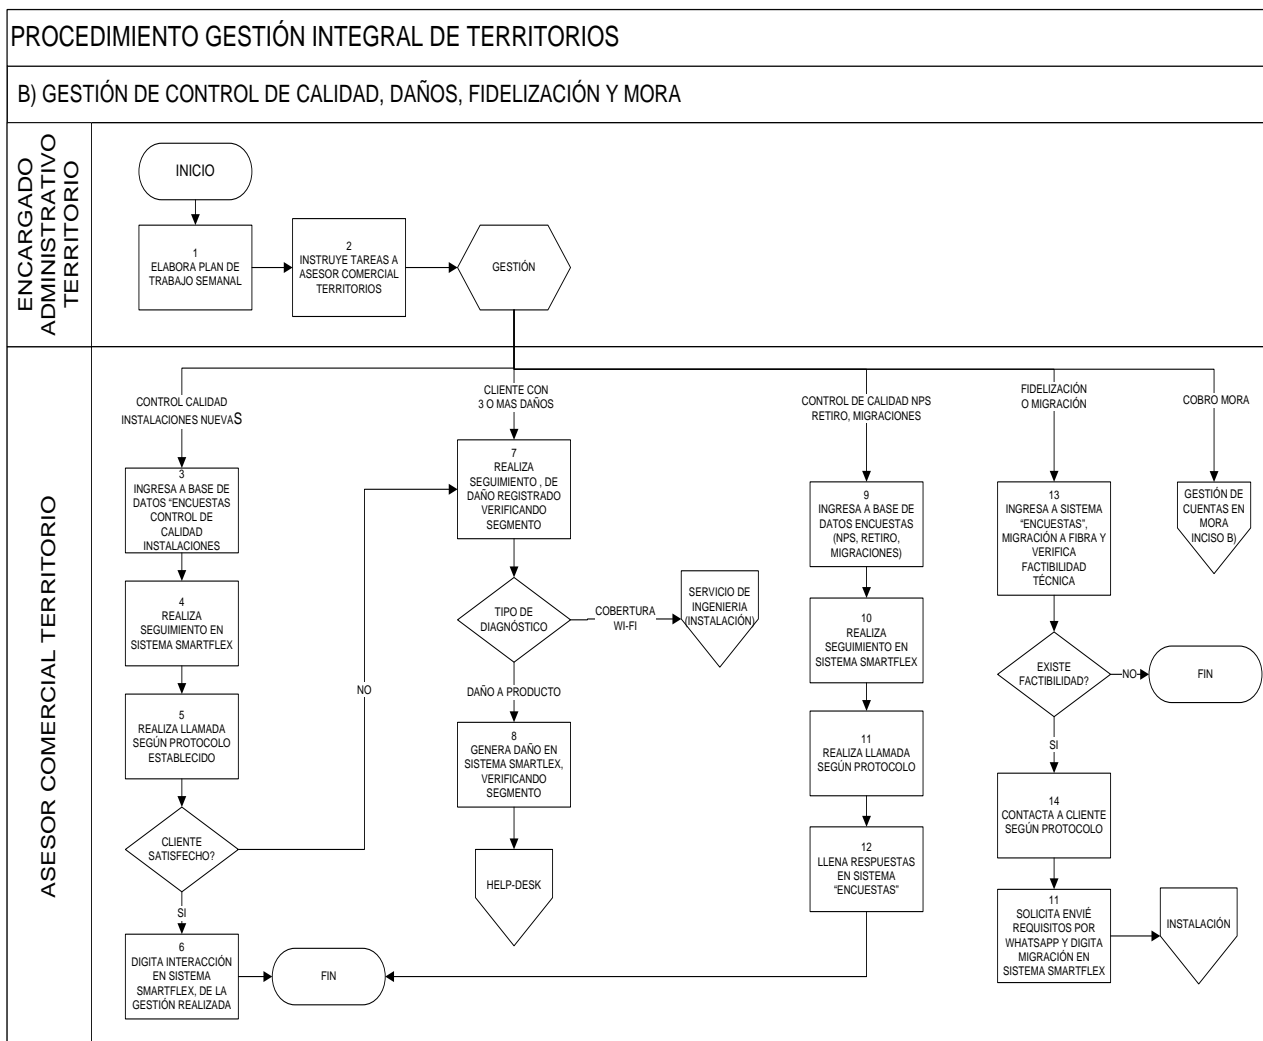 PROCEDIMIENTO GESTIÓN INTEGRAL DE TERRITORIOS
B) GESTIÓN DE CONTROL DE CALIDAD, DAÑOS, FIDELIZACIÓN Y MORA
ENCARGADO
ADMINISTRATIVO
TERRITORIO
INICIO
1
ELABORA PLAN DE
TRABAJO SEMANAL
2
INSTRUYE TAREAS A
ASESOR COMERCIAL
TERRITORIOS
GESTIÓN
ASESOR COMERCIAL TERRITORIO
CONTROL CALIDAD
INSTALACIONES NUEVAS
3
INGRESA A BASE DE
DATOS “ENCUESTAS
CONTROL DE
CALIDAD
INSTALACIONES
4
REALIZA
SEGUIMIENTO EN
SISTEMA SMARTFLEX
5
REALIZA LLAMADA
SEGÚN PROTOCOLO
ESTABLECIDO
CLIENTE
SATISFECHO?
NO
SI
6
DIGITA INTERACCIÓN
EN SISTEMA
SMARTFLEX, DE LA
GESTIÓN REALIZADA
FIN
CLIENTE CON
3 O MAS DAÑOS
7
REALIZA
SEGUIMIENTO , DE
DAÑO REGISTRADO
VERIFICANDO
SEGMENTO
TIPO DE
DIAGNÓSTICO
COBERTURA
WI-FI
SERVICIO DE
INGENIERIA
(INSTALACIÓN)
DAÑO A PRODUCTO
8
GENERA DAÑO EN
SISTEMA SMARTLEX,
VERIFICANDO
SEGMENTO
HELP-DESK
CONTROL DE CALIDAD NPS
RETIRO, MIGRACIONES
9
INGRESA A BASE DE
DATOS ENCUESTAS
(NPS, RETIRO,
MIGRACIONES)
10
REALIZA
SEGUIMIENTO EN
SISTEMA SMARTFLEX
11
REALIZA LLAMADA
SEGÚN PROTOCOLO
12
LLENA RESPUESTAS
EN SISTEMA
“ENCUESTAS”
FIDELIZACIÓN
O MIGRACIÓN
13
INGRESA A SISTEMA
“ENCUESTAS”,
MIGRACIÓN A FIBRA Y
VERIFICA
FACTIBILIDAD
TÉCNICA
EXISTE
FACTIBILIDAD?
NO
FIN
SI
14
CONTACTA A CLIENTE
SEGÚN PROTOCOLO
11
SOLICITA ENVIÉ
REQUISITOS POR
WHATSAPP Y DIGITA
MIGRACIÓN EN
SISTEMA SMARTFLEX
INSTALACIÓN
COBRO MORA
GESTIÓN DE
CUENTAS EN
MORA
INCISO B)